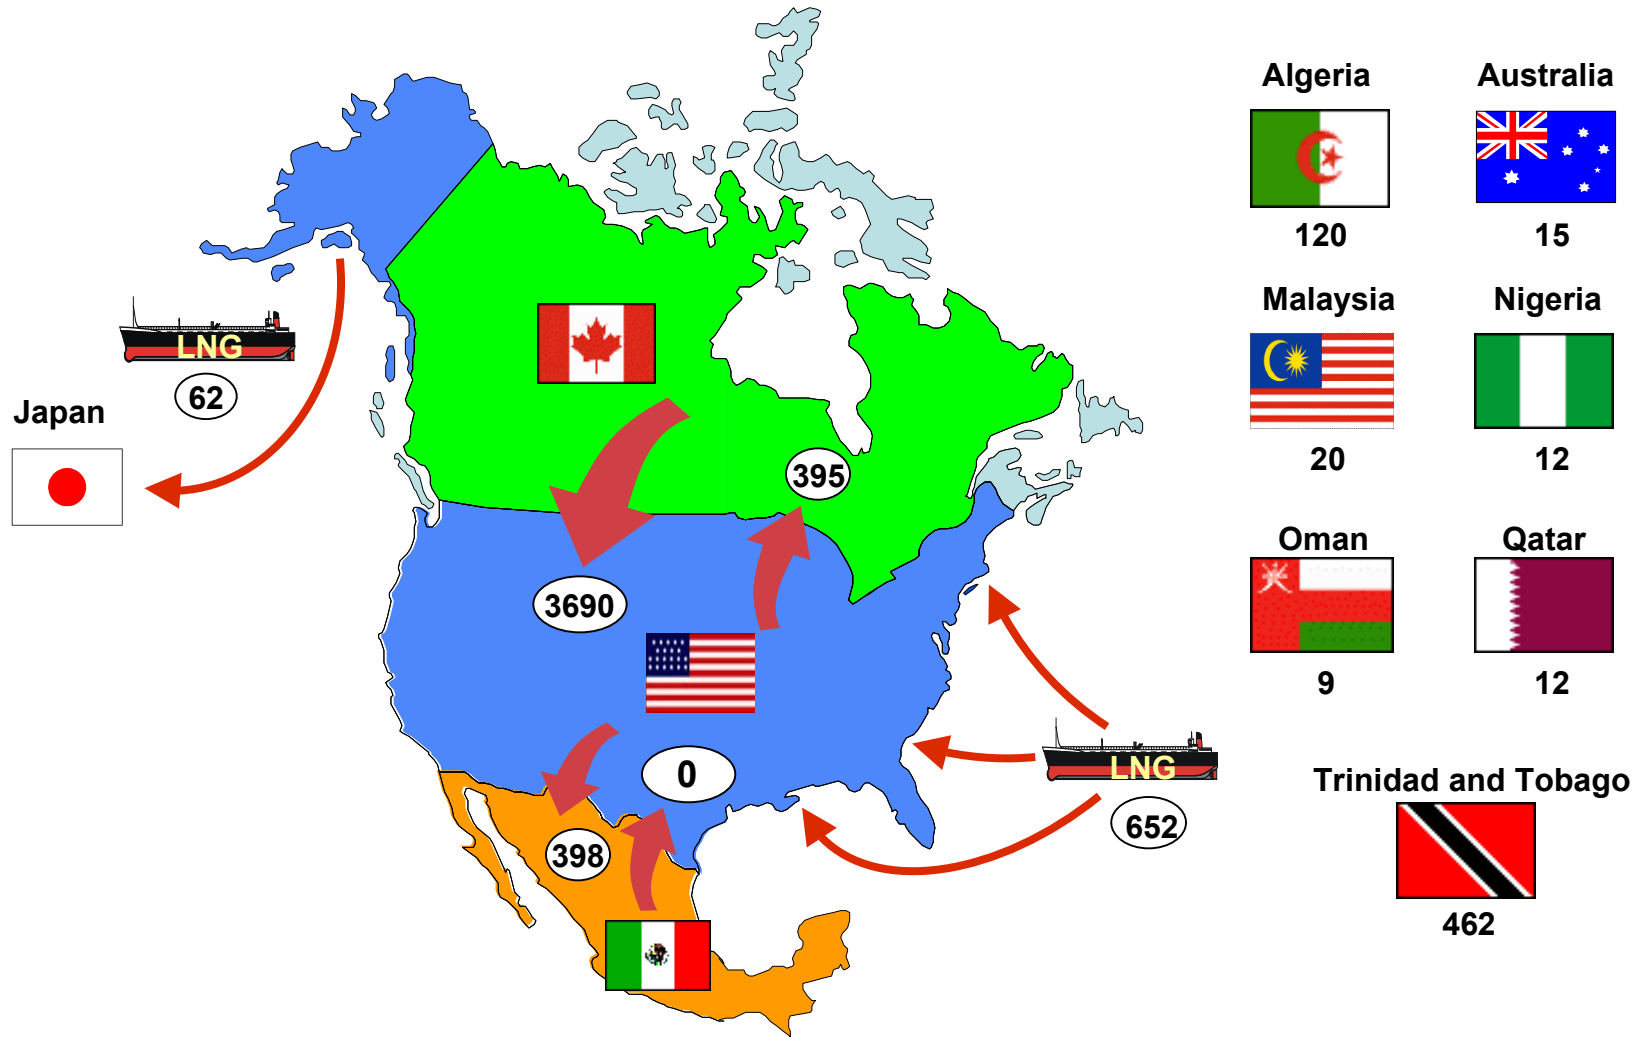 Algeria
120
Australia
15
Malaysia
20
Nigeria
12
Oman
9
Qatar
12
Trinidad and Tobago
462
LNG
62
Japan
395
3690
0
398
LNG
652